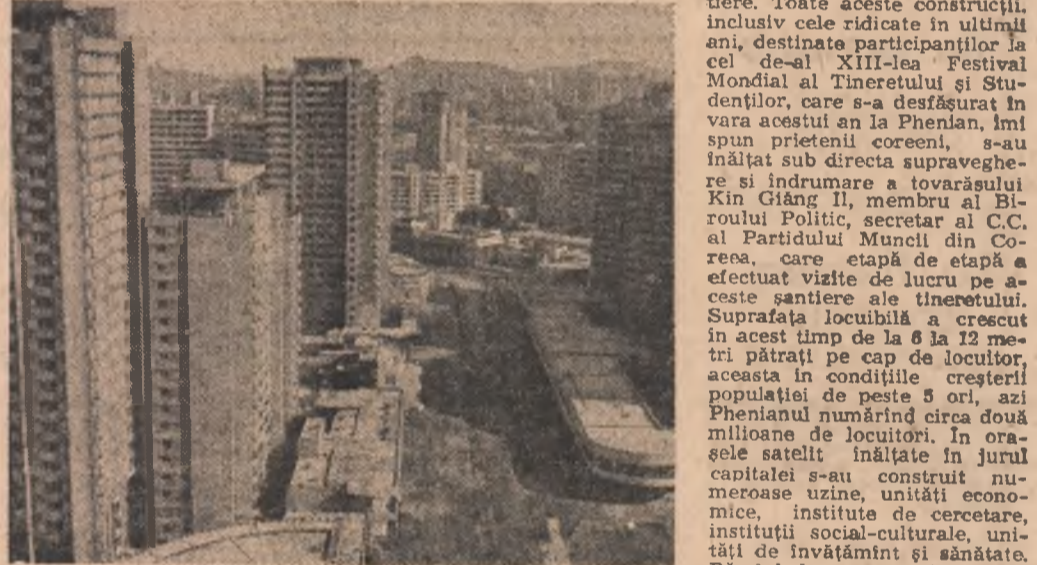 tiere. Toate aceste construcții,
inclusiv cele ridicate în ultimii
ani, destinate participanților la
cel de-al XIII-lea Festival
Mondial al Tineretului și Stu-
denților, care s-a desfășurat în
vara acestui an la Phenian, îmi
spun prietenii coreeni, s-au
înălțat sub directa supraveghe-
re și îndrumare a tovarășului
Kin Giăng Il, membru al Bi-
roului Politic, secretar al C.C.
al Partidului Muncii din Co-
reea, care etapă de etapă a
efectuat vizite de lucru pe a-
ceste șantiere ale tineretului.
Suprafața locuibilă a crescut
în acest timp de la 6 la 12 me-
tri pătrați pe cap de locuitor,
aceasta în condițiile creșterii
populației de peste 5 ori, azi
Phenianul numărînd circa două
milioane de locuitori. În ora-
șele satelit înălțate în jurul
capitalei s-au construit nu-
meroase uzine, unități econo-
mice, institute de cercetare,
instituții social-culturale, uni-
tăți de învățămînt și sănătate.